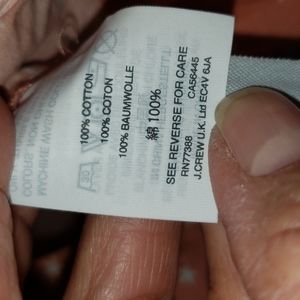 100% COTTON
100% COTON
100% BAUMWOLLE
綿 100%
SEE REVERSE FOR CARE
RN77388 CA56445
J.CREW U.K. Ltd EC4V 6JA